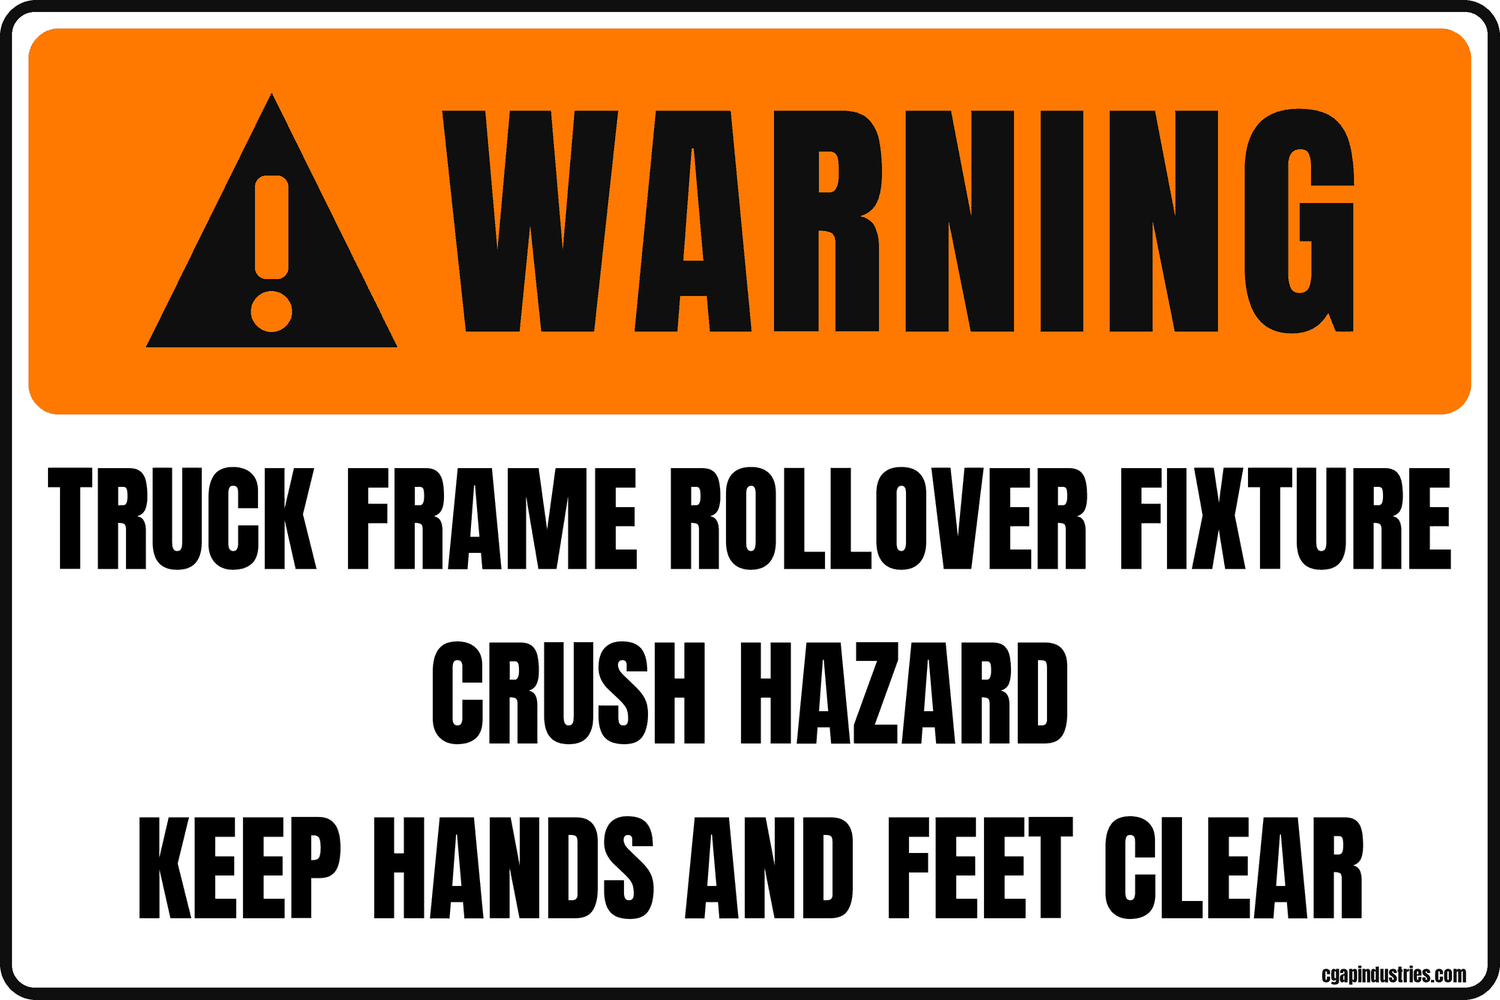 WARNING
TRUCK FRAME ROLLOVER FIXTURE
CRUSH HAZARD
KEEP HANDS AND FEET CLEAR
cgapindustries.com